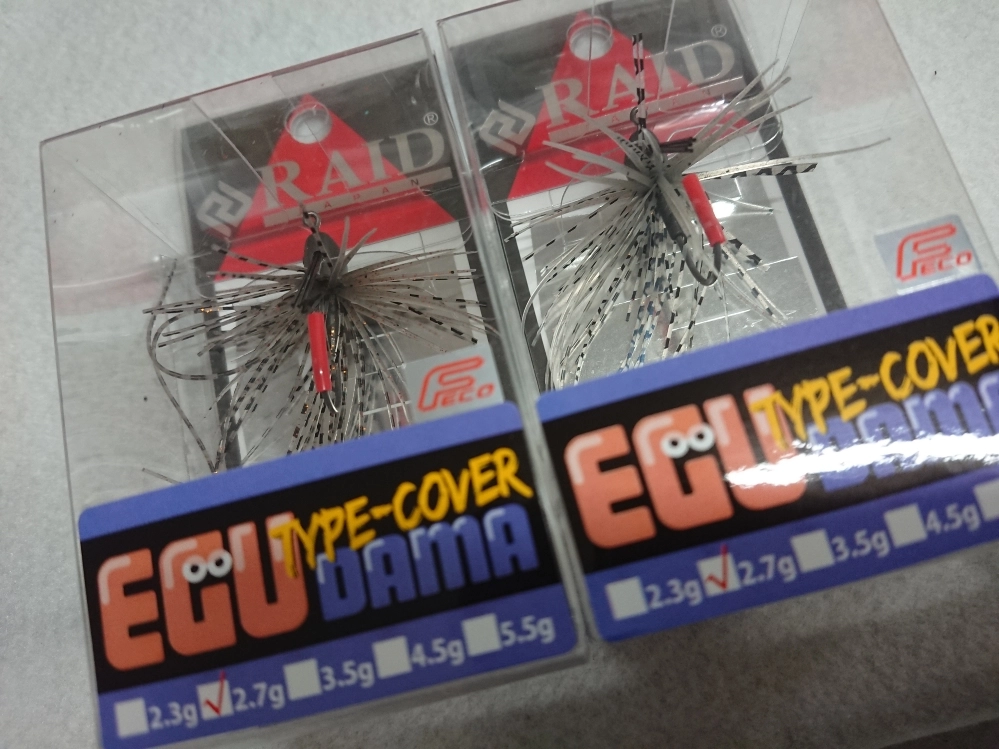 RAID®
JAPAN
FECO
TYPE-COVER
EGU DAMA
2.3g 2.7g 3.5g 4.5g 5.5g
RAID®
JAPAN
FECO
TYPE-COVER
EGU DAMA
2.3g 2.7g 3.5g 4.5g